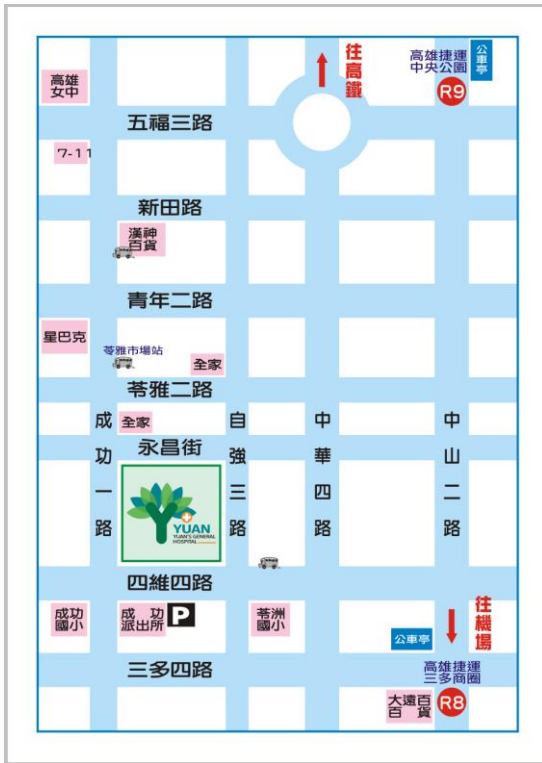 往高鐵
高雄捷運
中央公園
公車亭
R9
高雄
女中
五福三路
7-11
新田路
漢神
百貨
青年二路
星巴克
苓雅市場站
全家
苓雅二路
成功一路
全家
自強三路
中華四路
中山二路
永昌街
YUAN
YUAN'S GENERAL
HOSPITAL
四維四路
成功
國小
成功
派出所
P
苓洲
國小
往機場
公車亭
三多四路
高雄捷運
三多商圈
大遠百
百貨
R8